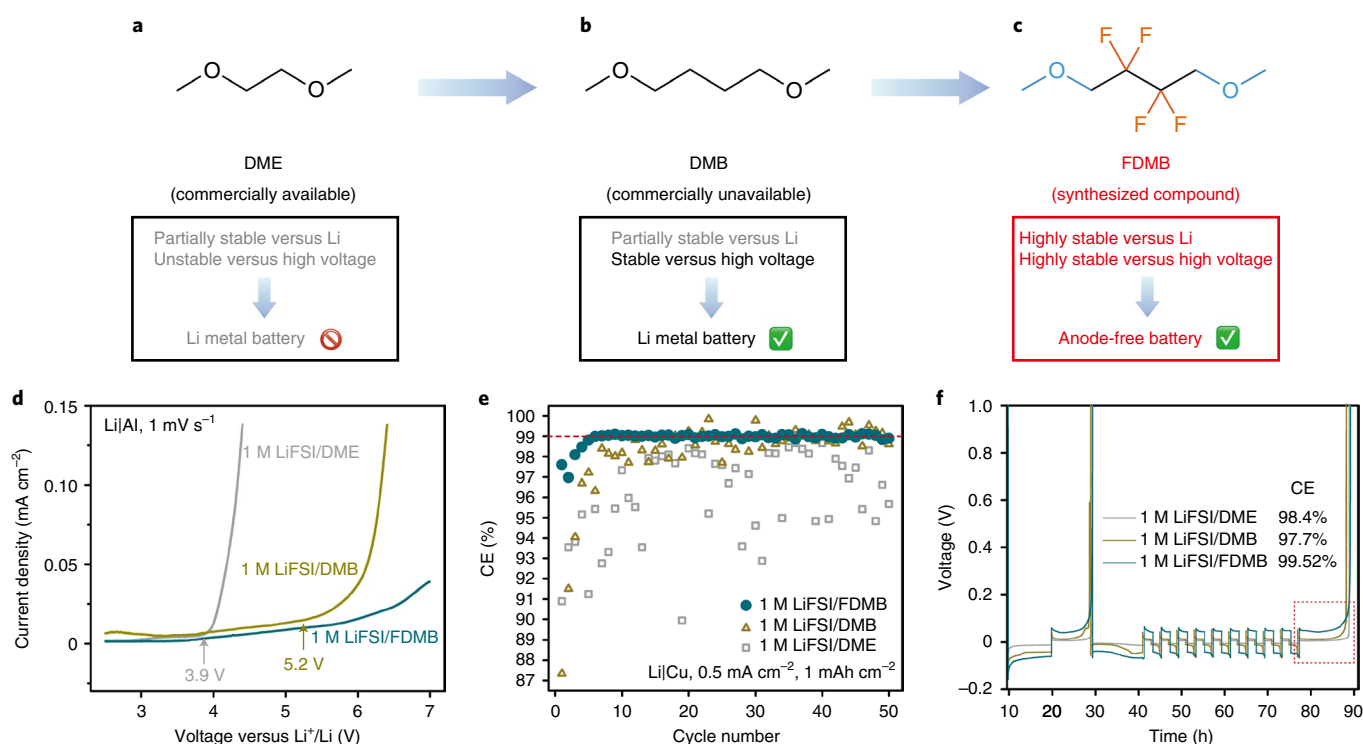 a
b
c
O
O
O
O
F
F
O
O
F
F
DME
(commercially available)
DMB
(commercially unavailable)
FDMB
(synthesized compound)
Partially stable versus Li
Unstable versus high voltage
Li metal battery
Partially stable versus Li
Stable versus high voltage
Li metal battery
Highly stable versus Li
Highly stable versus high voltage
Anode-free battery
d
Li|Al, 1 mV s⁻¹
1 M LiFSI/DME
1 M LiFSI/DMB
1 M LiFSI/FDMB
3.9 V
5.2 V
0.15
0.10
0.05
0
3
4
5
6
7
Current density (mA cm⁻²)
Voltage versus Li⁺/Li (V)
e
100
99
98
97
96
95
94
93
92
91
90
89
88
87
0
10
20
30
40
50
CE (%)
Cycle number
1 M LiFSI/FDMB
1 M LiFSI/DMB
1 M LiFSI/DME
Li|Cu, 0.5 mA cm⁻², 1 mAh cm⁻²
f
1.0
0.8
0.6
0.4
0.2
0
−0.2
10
20
30
40
50
60
70
80
90
Voltage (V)
Time (h)
CE
1 M LiFSI/DME 98.4%
1 M LiFSI/DMB 97.7%
1 M LiFSI/FDMB 99.52%